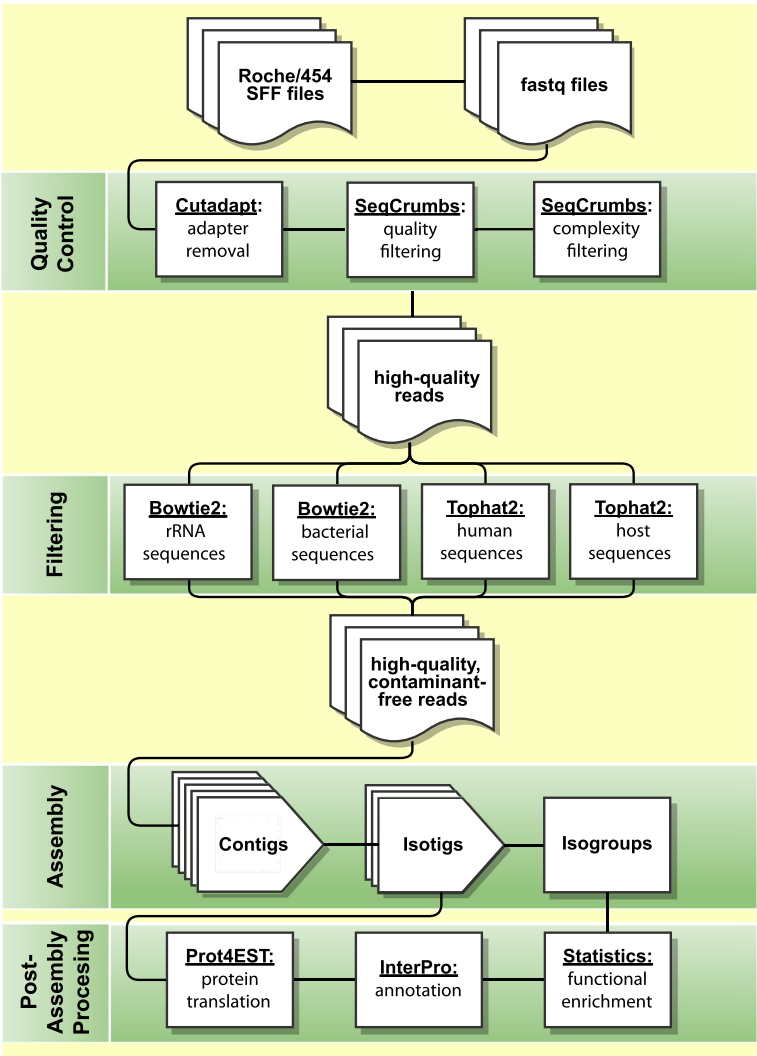 Roche/454
SFF files
fastq files
Quality
Control
Cutadapt:
adapter
removal
SeqCrumbs:
quality
filtering
SeqCrumbs:
complexity
filtering
high-quality
reads
Filtering
Bowtie2:
rRNA
sequences
Bowtie2:
bacterial
sequences
Tophat2:
human
sequences
Tophat2:
host
sequences
high-quality,
contaminant-
free reads
Assembly
Contigs
Isotigs
Isogroups
Post-
Assembly
Procesing
Prot4EST:
protein
translation
InterPro:
annotation
Statistics:
functional
enrichment